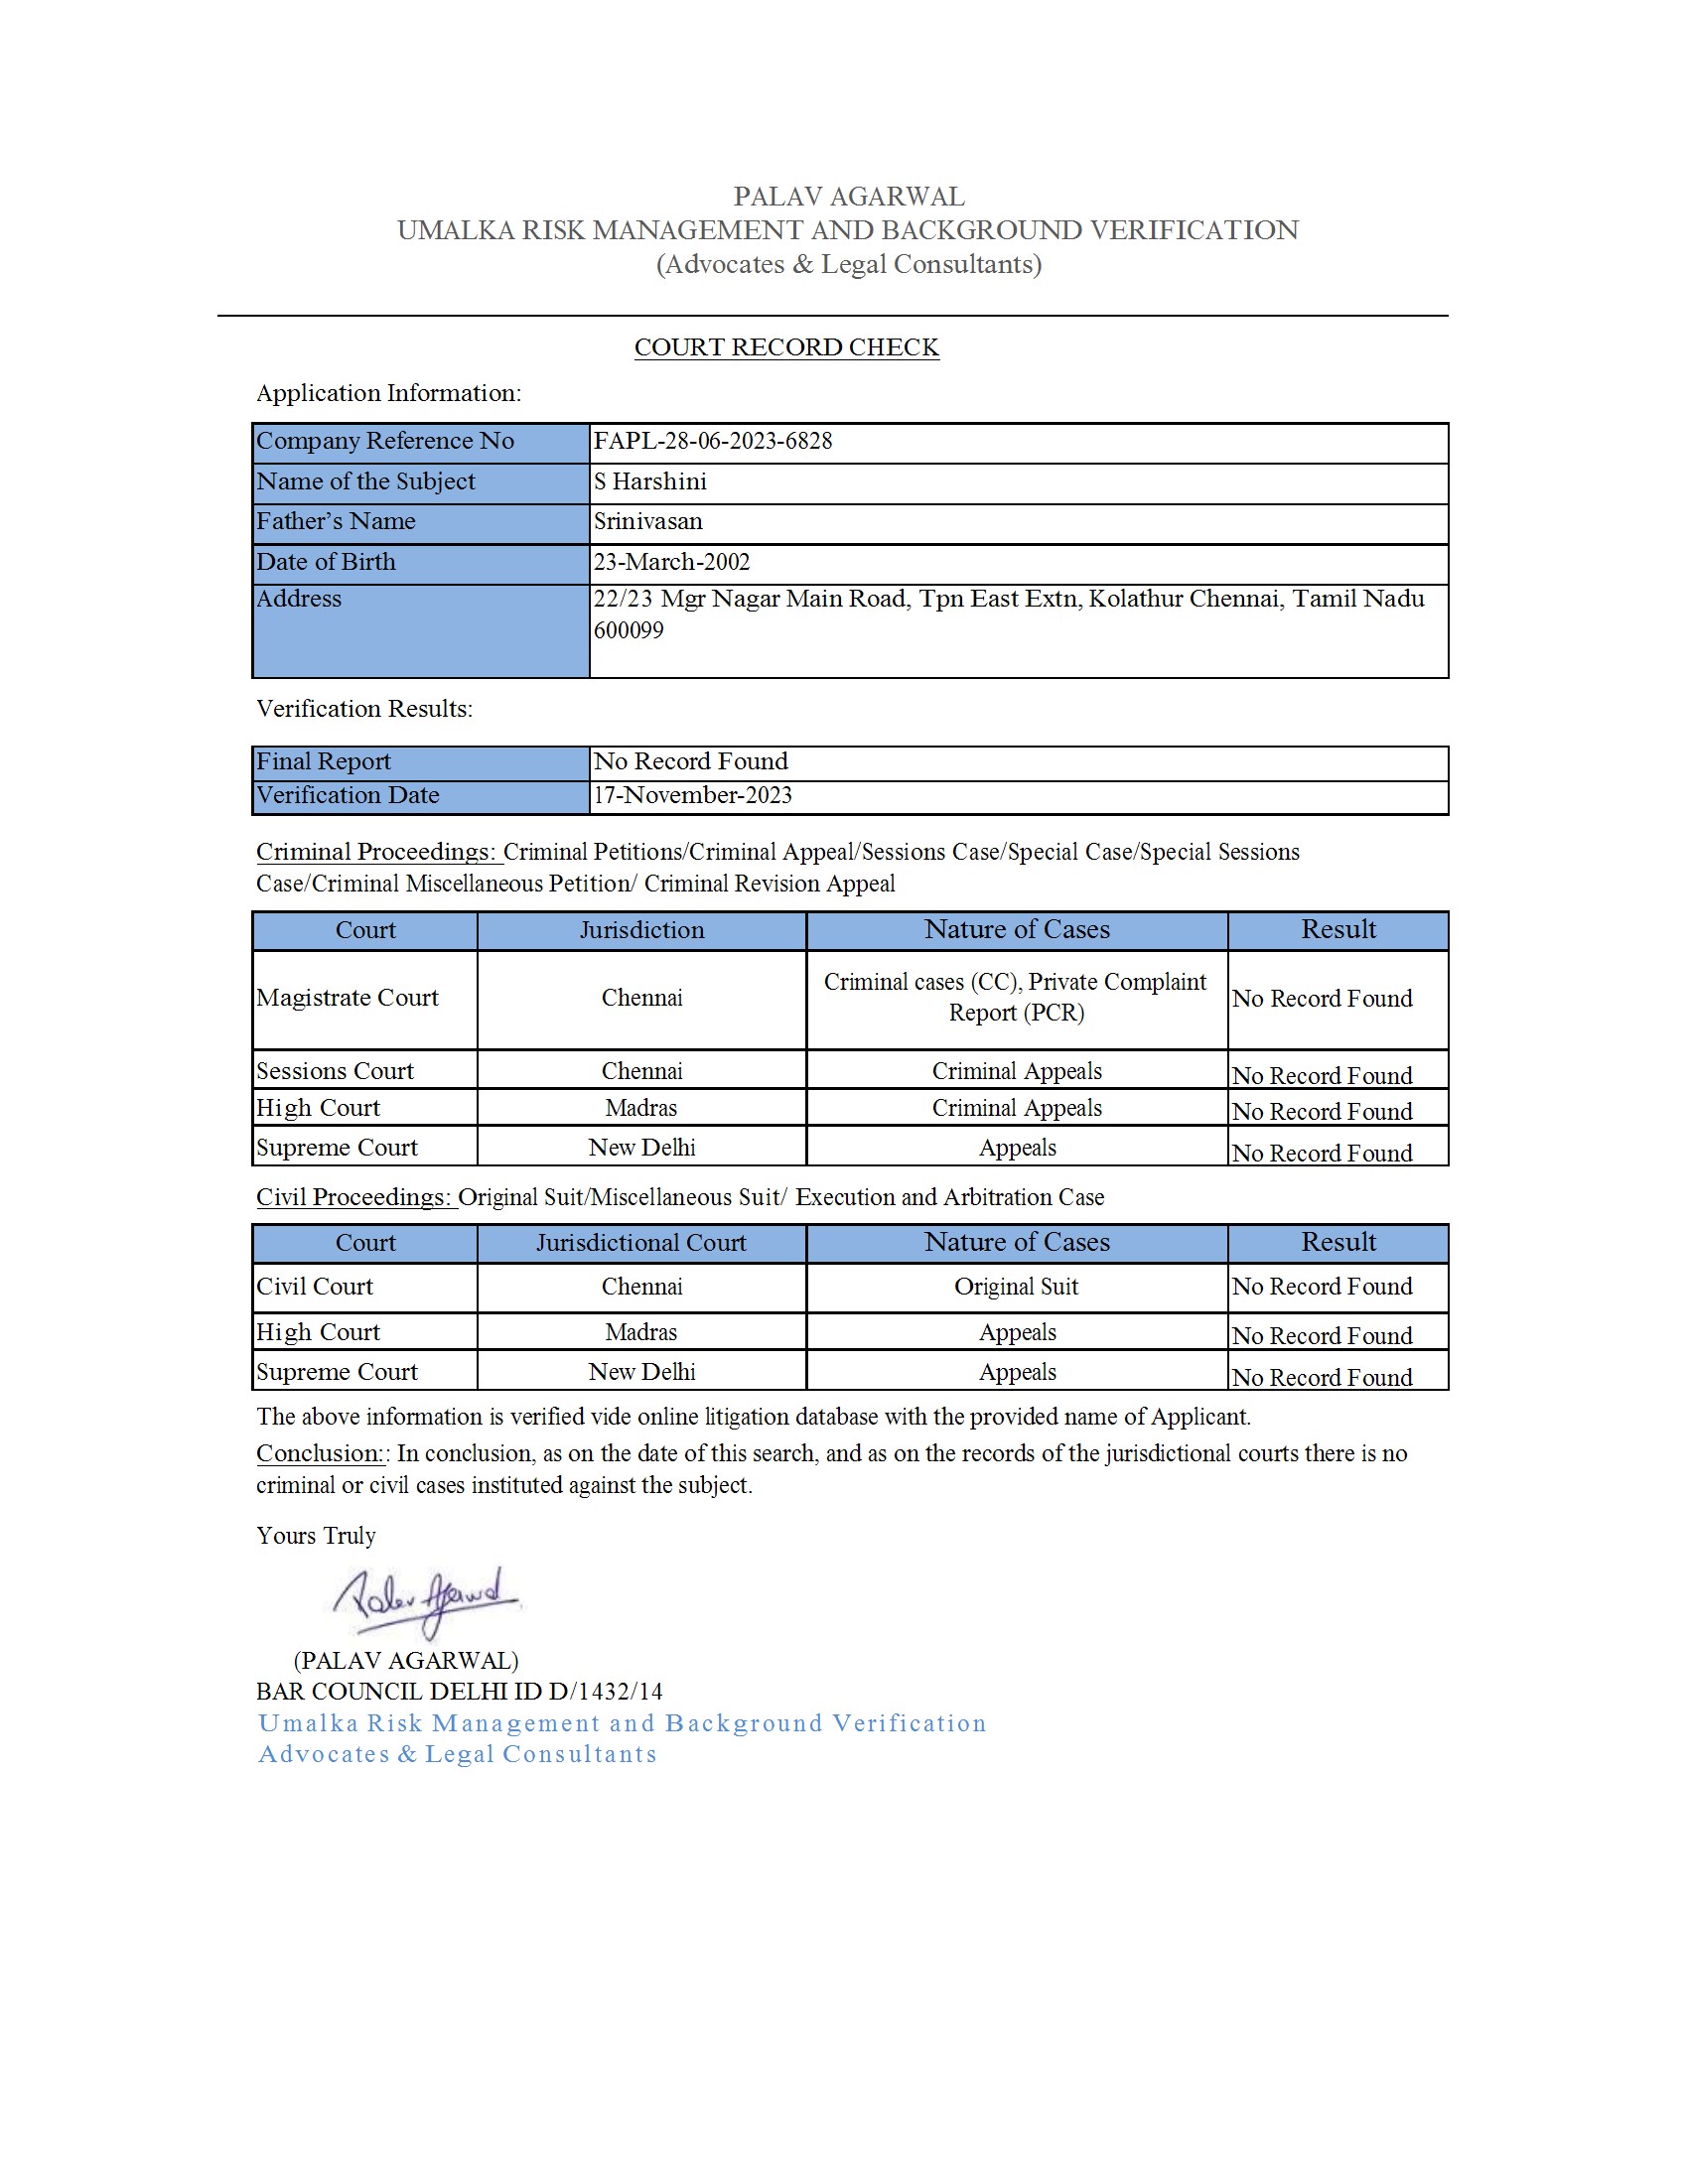 PALAV AGARWAL
UMALKA RISK MANAGEMENT AND BACKGROUND VERIFICATION
(Advocates & Legal Consultants)
COURT RECORD CHECK
Application Information:
Company Reference No FAPL-28-06-2023-6828
Name of the Subject S Harshini
Father’s Name Srinivasan
Date of Birth 23-March-2002
Address 22/23 Mgr Nagar Main Road, Tpn East Extn, Kolathur Chennai, Tamil Nadu
600099
Verification Results:
Final Report No Record Found
Verification Date 17-November-2023
Criminal Proceedings: Criminal Petitions/Criminal Appeal/Sessions Case/Special Case/Special Sessions
Case/Criminal Miscellaneous Petition/ Criminal Revision Appeal
Court Jurisdiction Nature of Cases Result
Magistrate Court Chennai Criminal cases (CC), Private Complaint
Report (PCR) No Record Found
Sessions Court Chennai Criminal Appeals No Record Found
High Court Madras Criminal Appeals No Record Found
Supreme Court New Delhi Appeals No Record Found
Civil Proceedings: Original Suit/Miscellaneous Suit/ Execution and Arbitration Case
Court Jurisdictional Court Nature of Cases Result
Civil Court Chennai Original Suit No Record Found
High Court Madras Appeals No Record Found
Supreme Court New Delhi Appeals No Record Found
The above information is verified vide online litigation database with the provided name of Applicant.
Conclusion:: In conclusion, as on the date of this search, and as on the records of the jurisdictional courts there is no
criminal or civil cases instituted against the subject.
Yours Truly
Palav Agarwal
(PALAV AGARWAL)
BAR COUNCIL DELHI ID D/1432/14
Umalka Risk Management and Background Verification
Advocates & Legal Consultants